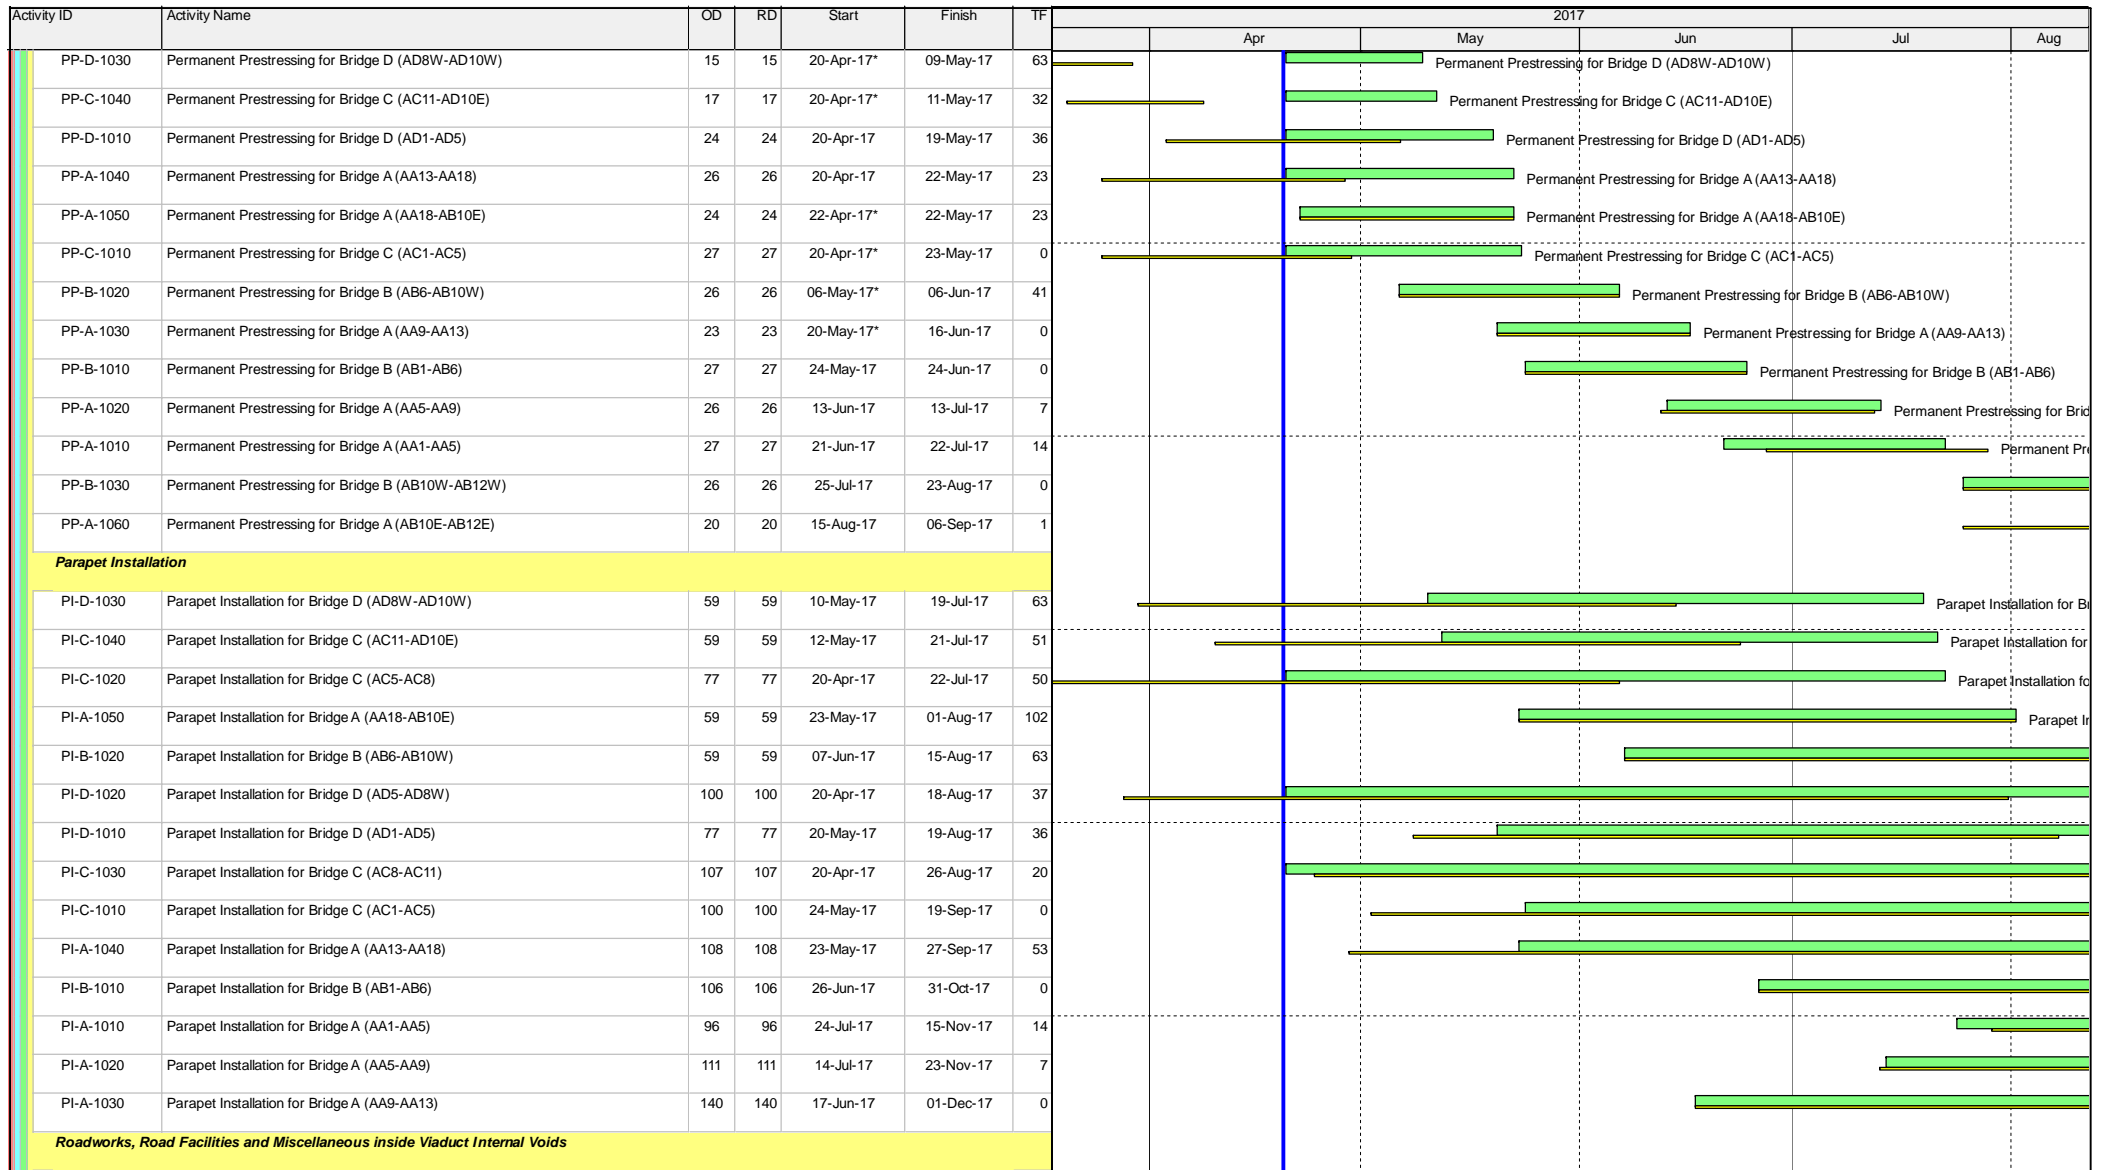 Activity ID Activity Name OD RD Start Finish TF 2017
Apr May Jun Jul Aug
PP-D-1030 Permanent Prestressing for Bridge D (AD8W-AD10W) 15 15 20-Apr-17* 09-May-17 63 Permanent Prestressing for Bridge D (AD8W-AD10W)
PP-C-1040 Permanent Prestressing for Bridge C (AC11-AD10E) 17 17 20-Apr-17* 11-May-17 32 Permanent Prestressing for Bridge C (AC11-AD10E)
PP-D-1010 Permanent Prestressing for Bridge D (AD1-AD5) 24 24 20-Apr-17 19-May-17 36 Permanent Prestressing for Bridge D (AD1-AD5)
PP-A-1040 Permanent Prestressing for Bridge A (AA13-AA18) 26 26 20-Apr-17 22-May-17 23 Permanent Prestressing for Bridge A (AA13-AA18)
PP-A-1050 Permanent Prestressing for Bridge A (AA18-AB10E) 24 24 22-Apr-17* 22-May-17 23 Permanent Prestressing for Bridge A (AA18-AB10E)
PP-C-1010 Permanent Prestressing for Bridge C (AC1-AC5) 27 27 20-Apr-17* 23-May-17 0 Permanent Prestressing for Bridge C (AC1-AC5)
PP-B-1020 Permanent Prestressing for Bridge B (AB6-AB10W) 26 26 06-May-17* 06-Jun-17 41 Permanent Prestressing for Bridge B (AB6-AB10W)
PP-A-1030 Permanent Prestressing for Bridge A (AA9-AA13) 23 23 20-May-17* 16-Jun-17 0 Permanent Prestressing for Bridge A (AA9-AA13)
PP-B-1010 Permanent Prestressing for Bridge B (AB1-AB6) 27 27 24-May-17 24-Jun-17 0 Permanent Prestressing for Bridge B (AB1-AB6)
PP-A-1020 Permanent Prestressing for Bridge A (AA5-AA9) 26 26 13-Jun-17 13-Jul-17 7 Permanent Prestressing for Brid
PP-A-1010 Permanent Prestressing for Bridge A (AA1-AA5) 27 27 21-Jun-17 22-Jul-17 14 Permanent Pre
PP-B-1030 Permanent Prestressing for Bridge B (AB10W-AB12W) 26 26 25-Jul-17 23-Aug-17 0
PP-A-1060 Permanent Prestressing for Bridge A (AB10E-AB12E) 20 20 15-Aug-17 06-Sep-17 1
Parapet Installation
PI-D-1030 Parapet Installation for Bridge D (AD8W-AD10W) 59 59 10-May-17 19-Jul-17 63 Parapet Installation for Br
PI-C-1040 Parapet Installation for Bridge C (AC11-AD10E) 59 59 12-May-17 21-Jul-17 51 Parapet Installation for
PI-C-1020 Parapet Installation for Bridge C (AC5-AC8) 77 77 20-Apr-17 22-Jul-17 50 Parapet Installation fo
PI-A-1050 Parapet Installation for Bridge A (AA18-AB10E) 59 59 23-May-17 01-Aug-17 102 Parapet In
PI-B-1020 Parapet Installation for Bridge B (AB6-AB10W) 59 59 07-Jun-17 15-Aug-17 63
PI-D-1020 Parapet Installation for Bridge D (AD5-AD8W) 100 100 20-Apr-17 18-Aug-17 37
PI-D-1010 Parapet Installation for Bridge D (AD1-AD5) 77 77 20-May-17 19-Aug-17 36
PI-C-1030 Parapet Installation for Bridge C (AC8-AC11) 107 107 20-Apr-17 26-Aug-17 20
PI-C-1010 Parapet Installation for Bridge C (AC1-AC5) 100 100 24-May-17 19-Sep-17 0
PI-A-1040 Parapet Installation for Bridge A (AA13-AA18) 108 108 23-May-17 27-Sep-17 53
PI-B-1010 Parapet Installation for Bridge B (AB1-AB6) 106 106 26-Jun-17 31-Oct-17 0
PI-A-1010 Parapet Installation for Bridge A (AA1-AA5) 96 96 24-Jul-17 15-Nov-17 14
PI-A-1020 Parapet Installation for Bridge A (AA5-AA9) 111 111 14-Jul-17 23-Nov-17 7
PI-A-1030 Parapet Installation for Bridge A (AA9-AA13) 140 140 17-Jun-17 01-Dec-17 0
Roadworks, Road Facilities and Miscellaneous inside Viaduct Internal Voids